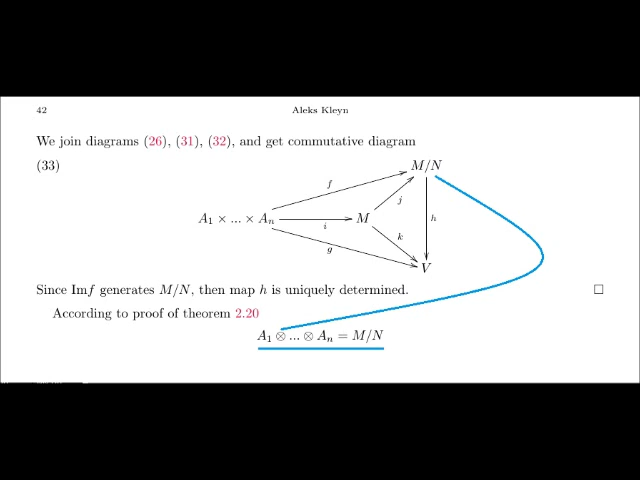 42
Aleks Kleyn
We join diagrams (26), (31), (32), and get commutative diagram
(33)
M/N
f
j
A₁ × ... × Aₙ
M
h
i
k
g
V
Since Imf generates M/N, then map h is uniquely determined. □
According to proof of theorem 2.20
A₁ ⊗ ... ⊗ Aₙ = M/N